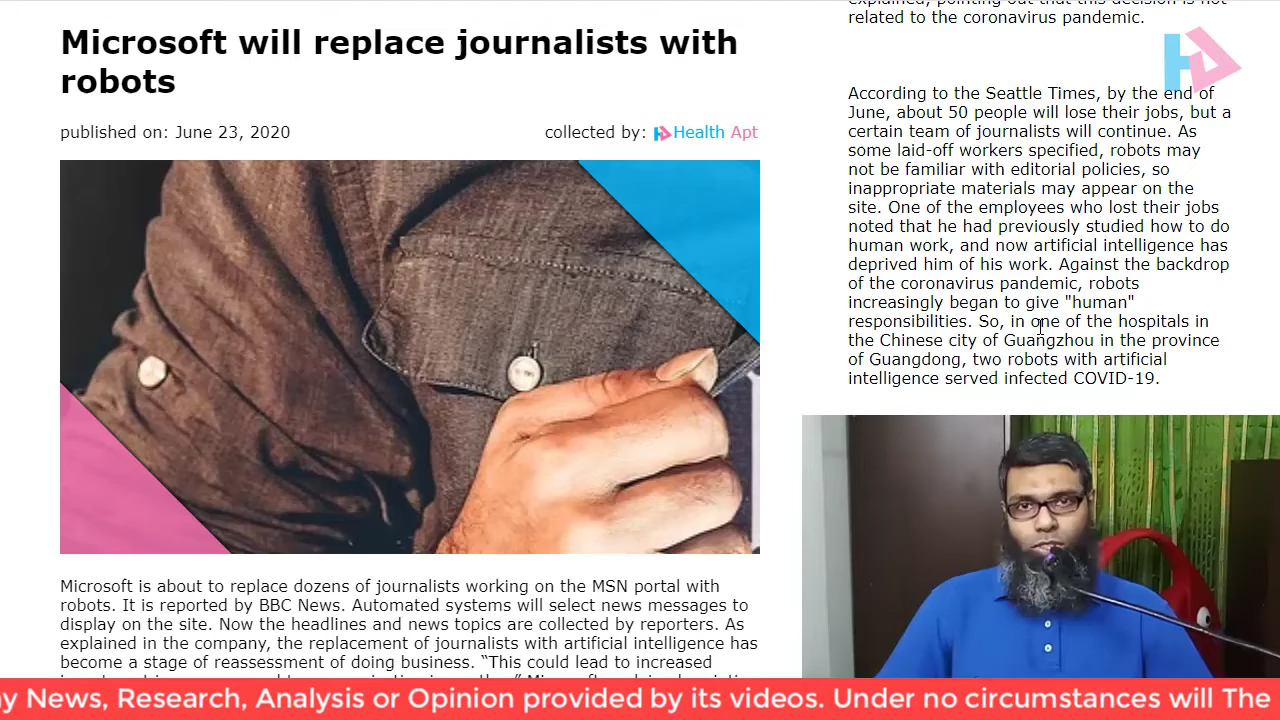 Microsoft will replace journalists with
robots
published on: June 23, 2020
collected by: Health Apt
Microsoft is about to replace dozens of journalists working on the MSN portal with
robots. It is reported by BBC News. Automated systems will select news messages to
display on the site. Now the headlines and news topics are collected by reporters. As
explained in the company, the replacement of journalists with artificial intelligence has
become a stage of reassessment of doing business. “This could lead to increased
explained, pointing out that this decision is not
related to the coronavirus pandemic.
According to the Seattle Times, by the end of
June, about 50 people will lose their jobs, but a
certain team of journalists will continue. As
some laid-off workers specified, robots may
not be familiar with editorial policies, so
inappropriate materials may appear on the
site. One of the employees who lost their jobs
noted that he had previously studied how to do
human work, and now artificial intelligence has
deprived him of his work. Against the backdrop
of the coronavirus pandemic, robots
increasingly began to give "human"
responsibilities. So, in one of the hospitals in
the Chinese city of Guangzhou in the province
of Guangdong, two robots with artificial
intelligence served infected COVID-19.
y News, Research, Analysis or Opinion provided by its videos. Under no circumstances will The